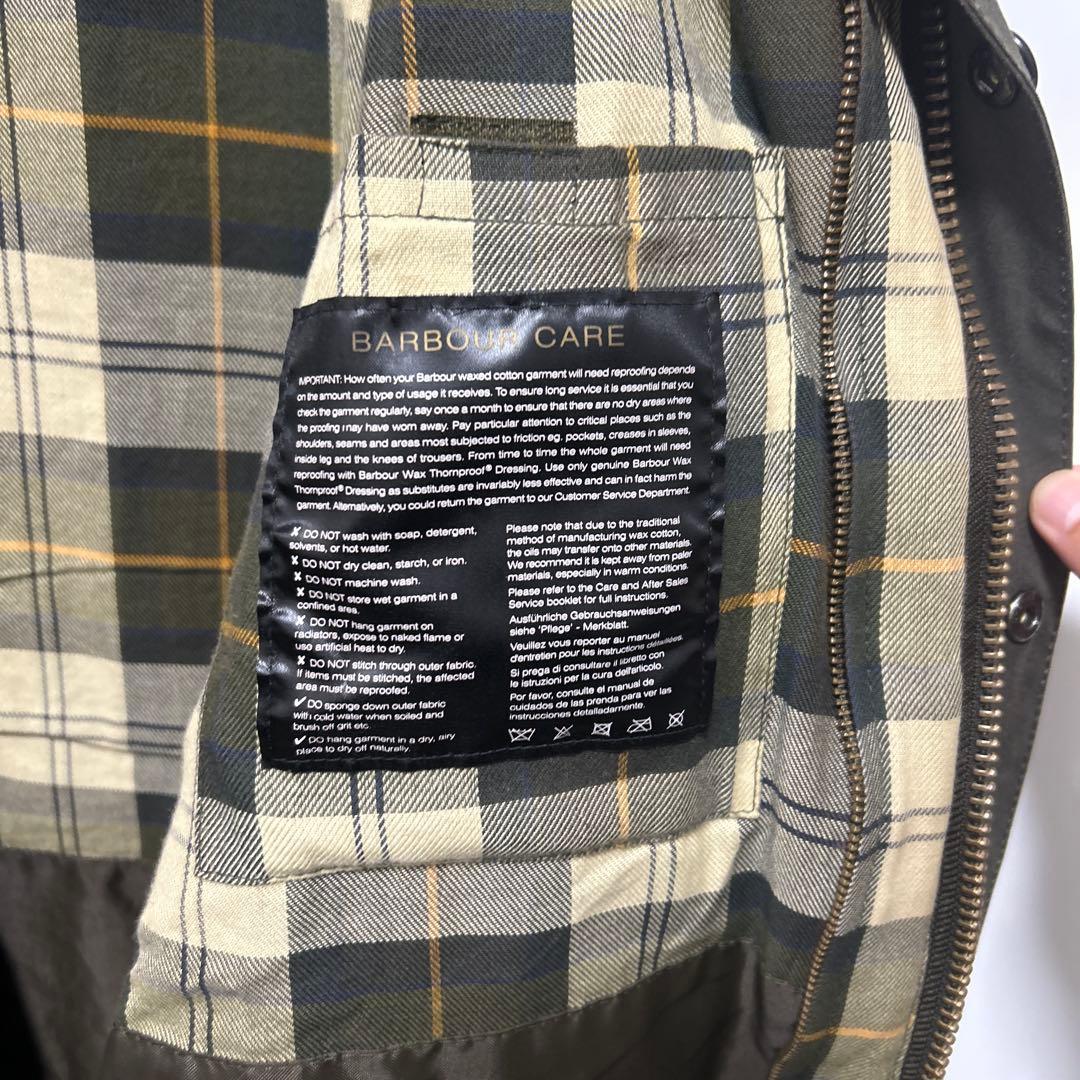 BARBOUR CARE
IMPORTANT: How often your Barbour waxed cotton garment will need reproofing depends
on the amount and type of usage it receives. To ensure long service it is essential that you
check the garment regularly, say once a month to ensure that there are no dry areas where
the proofing may have worn away. Pay particular attention to critical places such as the
shoulders, seams and areas most subjected to friction eg. pockets, creases in sleeves,
inside leg and the knees of trousers. From time to time the whole garment will need
reproofing with Barbour Wax Thornproof® Dressing. Use only genuine Barbour Wax
Thornproof® Dressing as substitutes are invariably less effective and can in fact harm the
garment. Alternatively, you could return the garment to our Customer Service Department.
✗ DO NOT wash with soap, detergent,
solvents, or hot water.
✗ DO NOT dry clean, starch, or iron.
✗ DO NOT machine wash.
✗ DO NOT store wet garment in a
confined area.
✗ DO NOT hang garment on
radiators, expose to naked flame or
use artificial heat to dry.
✗ DO NOT stitch through outer fabric.
If items must be stitched, the affected
area must be reproofed.
✓ DO sponge down outer fabric
with cold water when soiled and
brush off grit etc.
✓ DO hang garment in a dry, airy
place to dry off naturally.
Please note that due to the traditional
method of manufacturing wax cotton,
the oils may transfer onto other materials.
We recommend it is kept away from paler
materials, especially in warm conditions.
Please refer to the Care and After Sales
Service booklet for full instructions.
Ausführliche Gebrauchsanweisungen
siehe 'Pflege' - Merkblatt.
Veuillez vous reporter au manuel
d'entretien pour les instructions détaillées.
Si prega di consultare il libretto con
le istruzioni per la cura dell'articolo.
Por favor, consulte el manual de
cuidados de las prenda para ver las
instrucciones detalladamente.